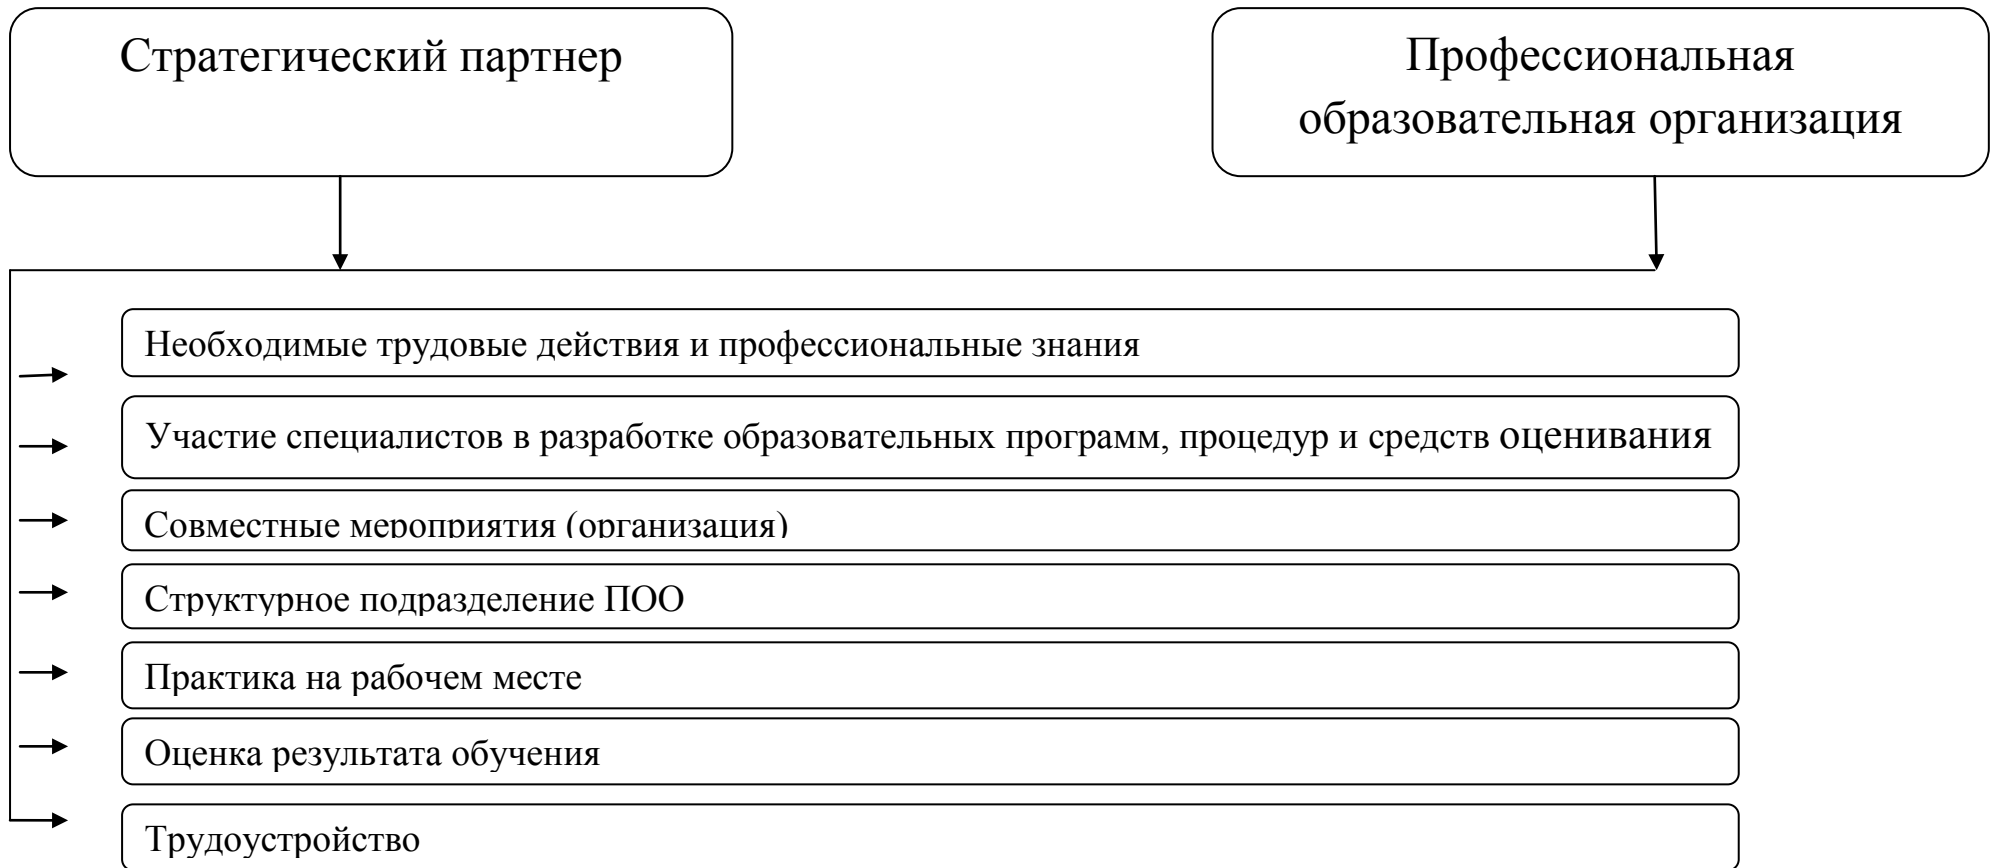 Стратегический партнер
Профессиональная
образовательная организация
Необходимые трудовые действия и профессиональные знания
Участие специалистов в разработке образовательных программ, процедур и средств оценивания
Совместные мероприятия (организация)
Структурное подразделение ПОО
Практика на рабочем месте
Оценка результата обучения
Трудоустройство